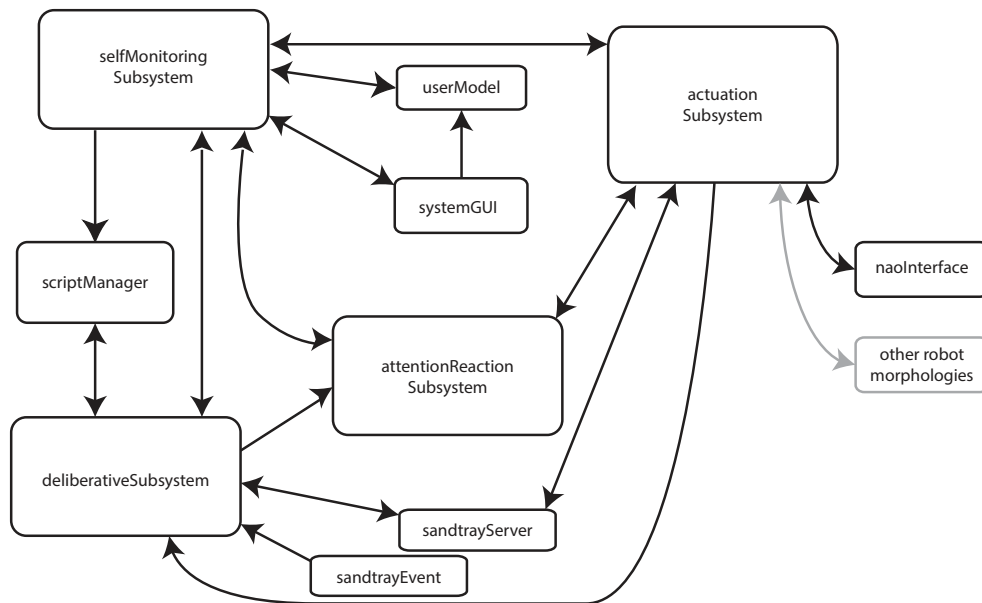 selfMonitoring
Subsystem
userModel
actuation
Subsystem
systemGUI
scriptManager
naoInterface
attentionReaction
Subsystem
other robot
morphologies
deliberativeSubsystem
sandtrayServer
sandtrayEvent